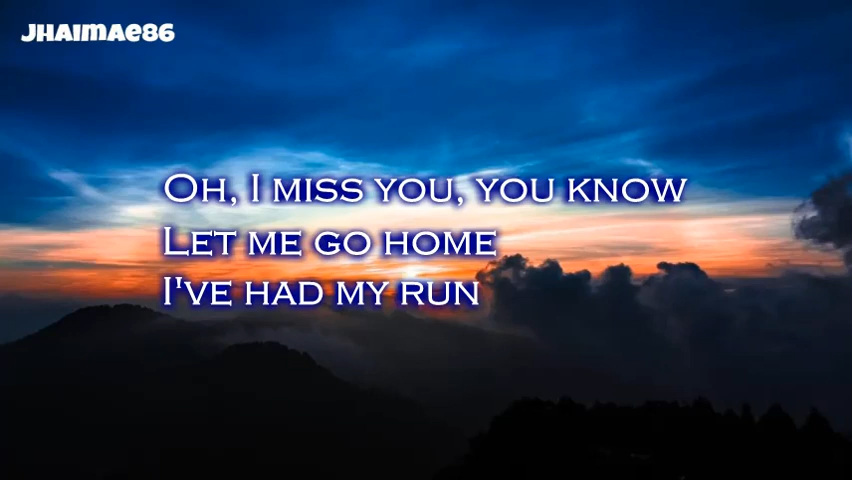 JHAIMAE86
OH, I MISS YOU, YOU KNOW
LET ME GO HOME
I'VE HAD MY RUN